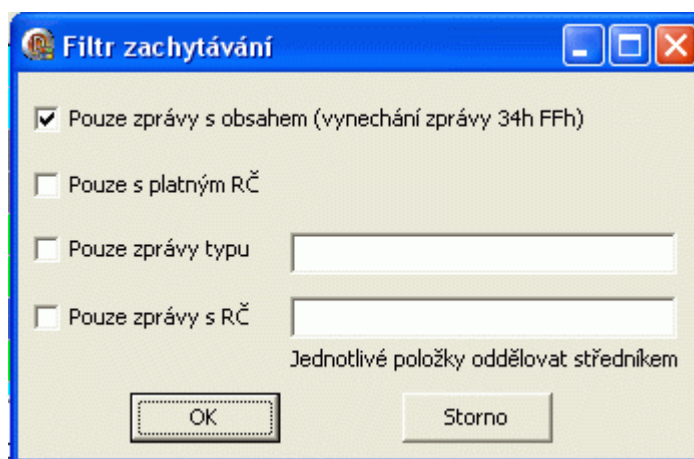 Filtr zachytávání
Pouze zprávy s obsahem (vynechání zprávy 34h FFh)
Pouze s platným RČ
Pouze zprávy typu
Pouze zprávy s RČ
Jednotlivé položky oddělovat středníkem
OK
Storno